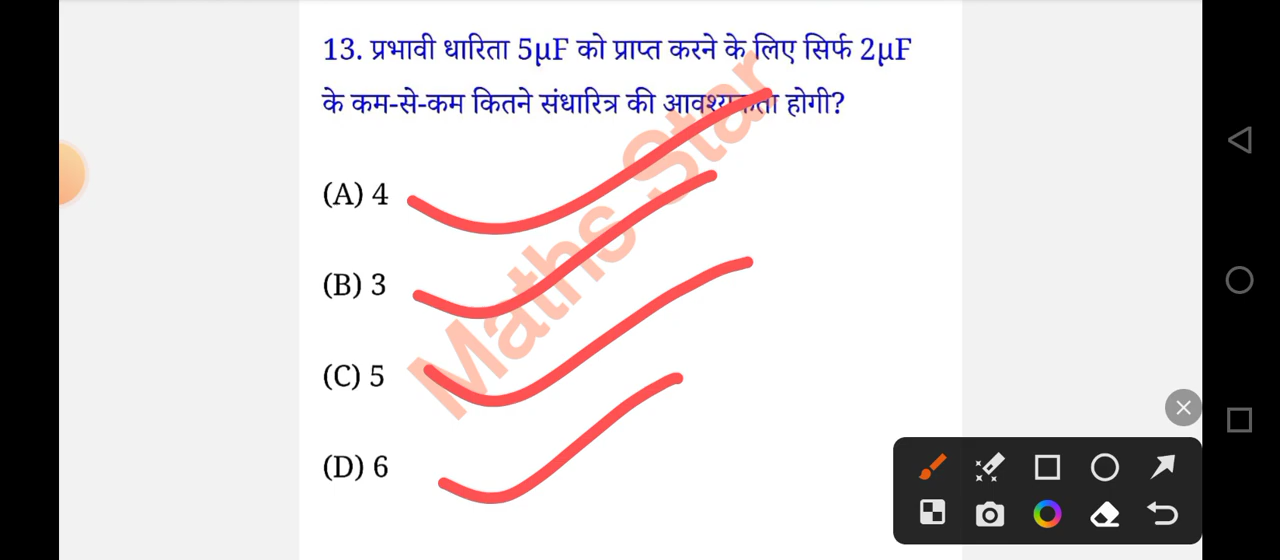 13. प्रभावी धारिता 5μF को प्राप्त करने के लिए सिर्फ 2μF
के कम-से-कम कितने संधारित्र की आवश्यकता होगी?
(A) 4
(B) 3
(C) 5
(D) 6
Maths Star